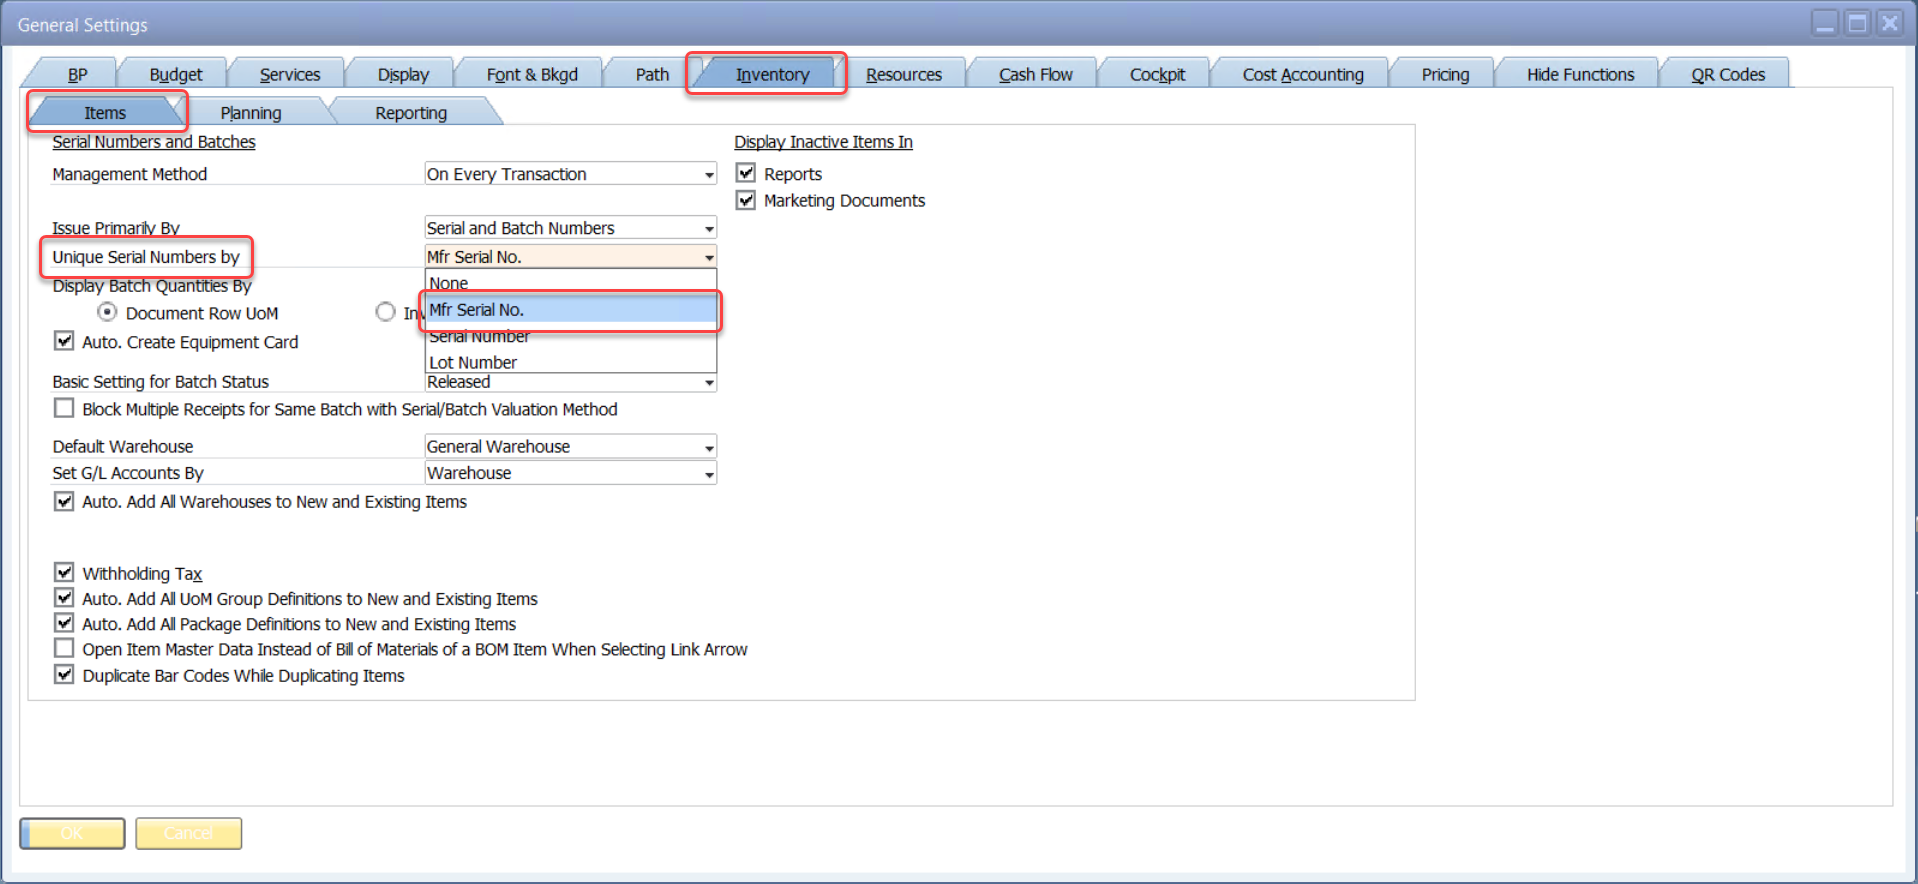 General Settings
BP Budget Services Display Font & Bkgd Path Inventory Resources Cash Flow Cockpit Cost Accounting Pricing Hide Functions QR Codes
Items Planning Reporting
Serial Numbers and Batches Display Inactive Items In
Management Method On Every Transaction Reports
Marketing Documents
Issue Primarily By Serial and Batch Numbers
Unique Serial Numbers by Mfr Serial No.
None
Display Batch Quantities By
Document Row UoM Mfr Serial No.
Serial Number
Auto. Create Equipment Card
Lot Number
Basic Setting for Batch Status Released
Block Multiple Receipts for Same Batch with Serial/Batch Valuation Method
Default Warehouse General Warehouse
Set G/L Accounts By Warehouse
Auto. Add All Warehouses to New and Existing Items
Withholding Tax
Auto. Add All UoM Group Definitions to New and Existing Items
Auto. Add All Package Definitions to New and Existing Items
Open Item Master Data Instead of Bill of Materials of a BOM Item When Selecting Link Arrow
Duplicate Bar Codes While Duplicating Items
OK Cancel